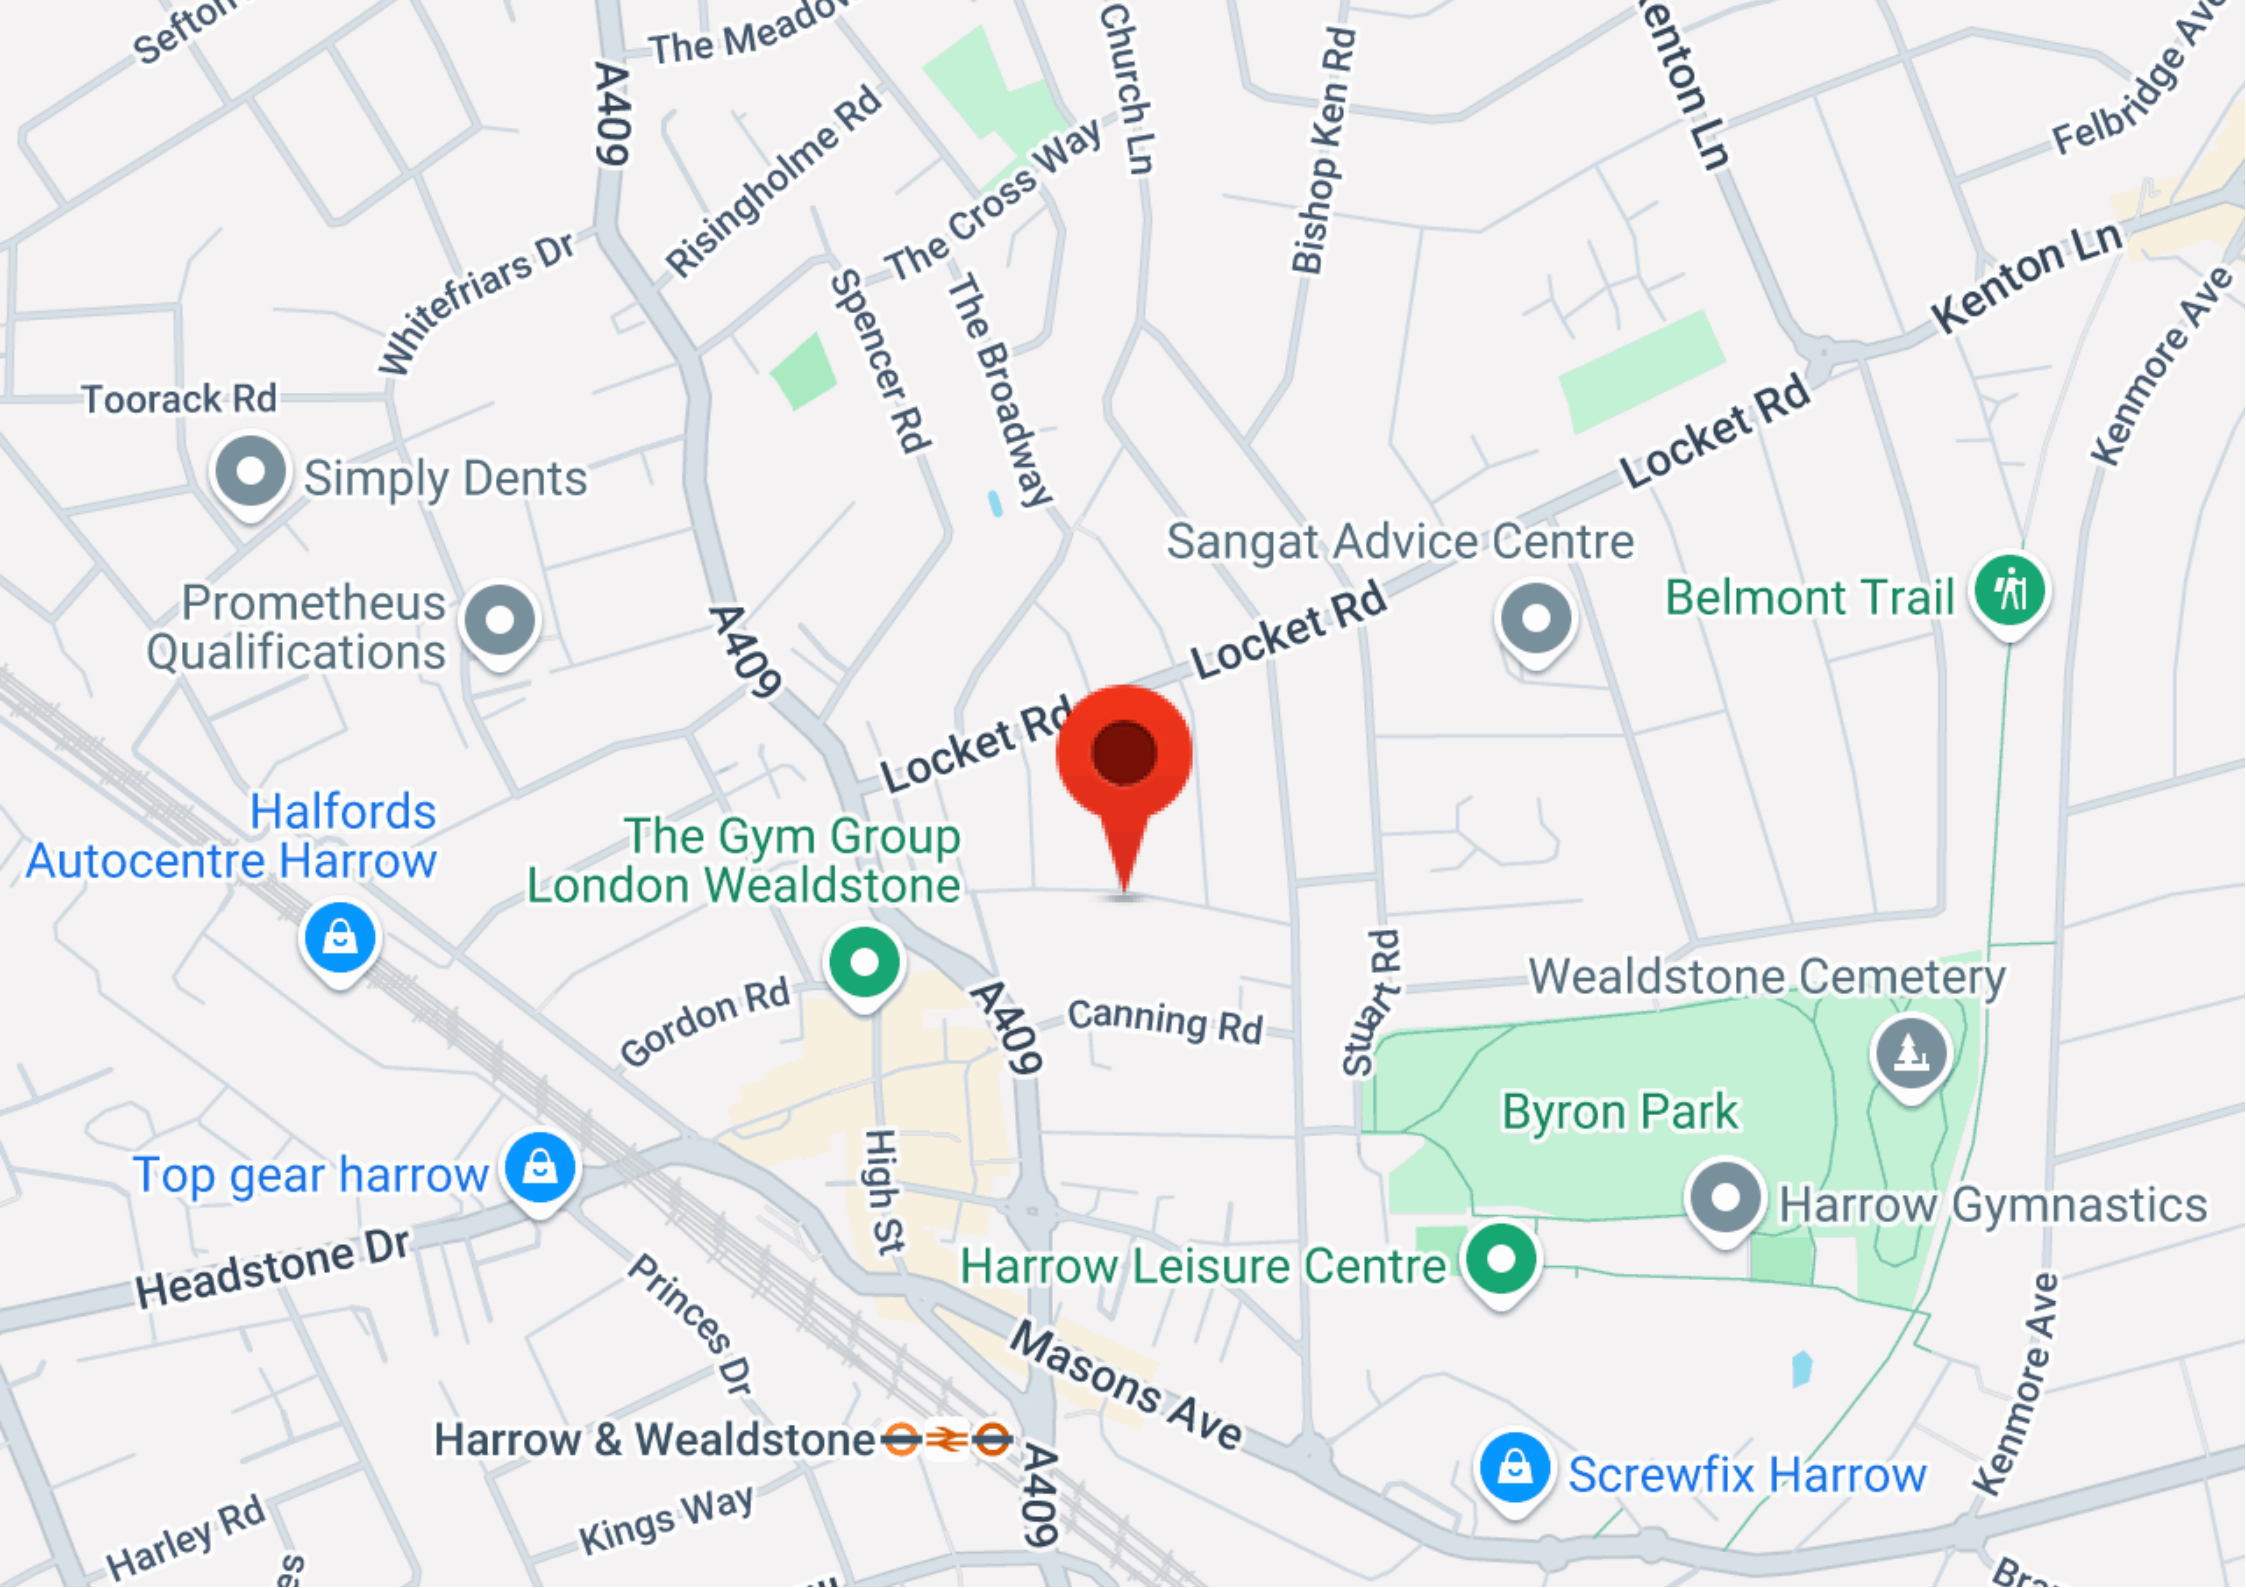 Sefton
The Meado
Church Ln
Bishop Ken Rd
enton Ln
Felbridge Ave
A409
Risingholme Rd
The Cross Way
Whitefriars Dr
Spencer Rd
The Broadway
Kenton Ln
Kenmore Ave
Toorack Rd
Locket Rd
Simply Dents
Sangat Advice Centre
Belmont Trail
Prometheus
Qualifications
A409
Locket Rd
Locket Rd
Halfords
Autocentre Harrow
The Gym Group
London Wealdstone
Stuart Rd
Wealdstone Cemetery
Gordon Rd
A409
Canning Rd
Byron Park
Top gear harrow
High St
Harrow Gymnastics
Headstone Dr
Harrow Leisure Centre
Princes Dr
Masons Ave
Kenmore Ave
Harrow & Wealdstone
A409
Screwfix Harrow
Harley Rd
Kings Way
es
Bra